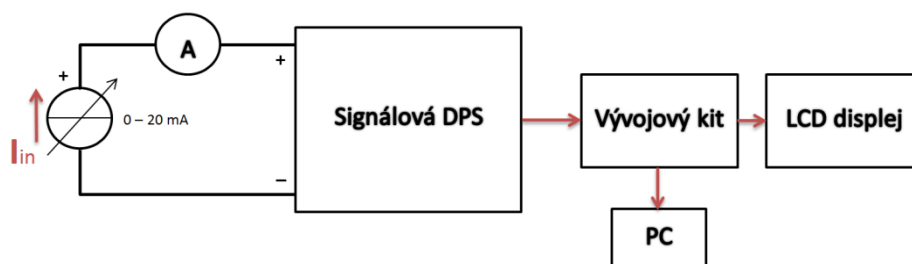 A
+
+
Signálová DPS
0 – 20 mA
Iin
Vývojový kit
LCD displej
–
PC